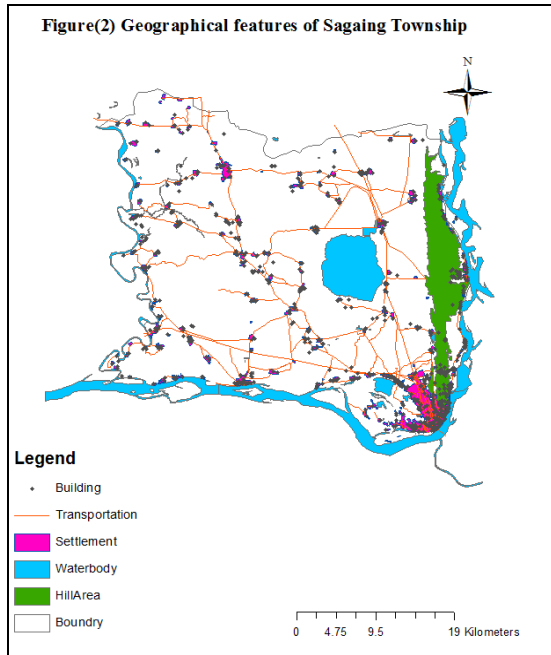 Figure(2) Geographical features of Sagaing Township
N
Legend
Building
Transportation
Settlement
Waterbody
HillArea
Boundry
0 4.75 9.5 19 Kilometers